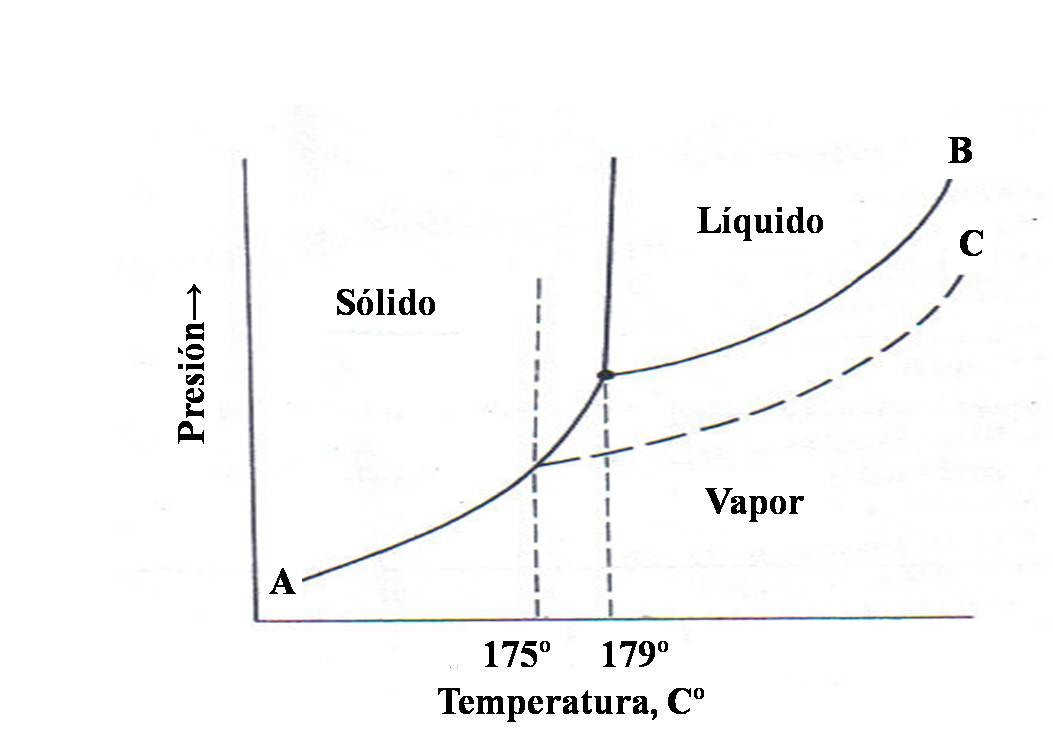 B
Líquido
C
Sólido
Presión→
Vapor
A
175º 179º
Temperatura, Cº